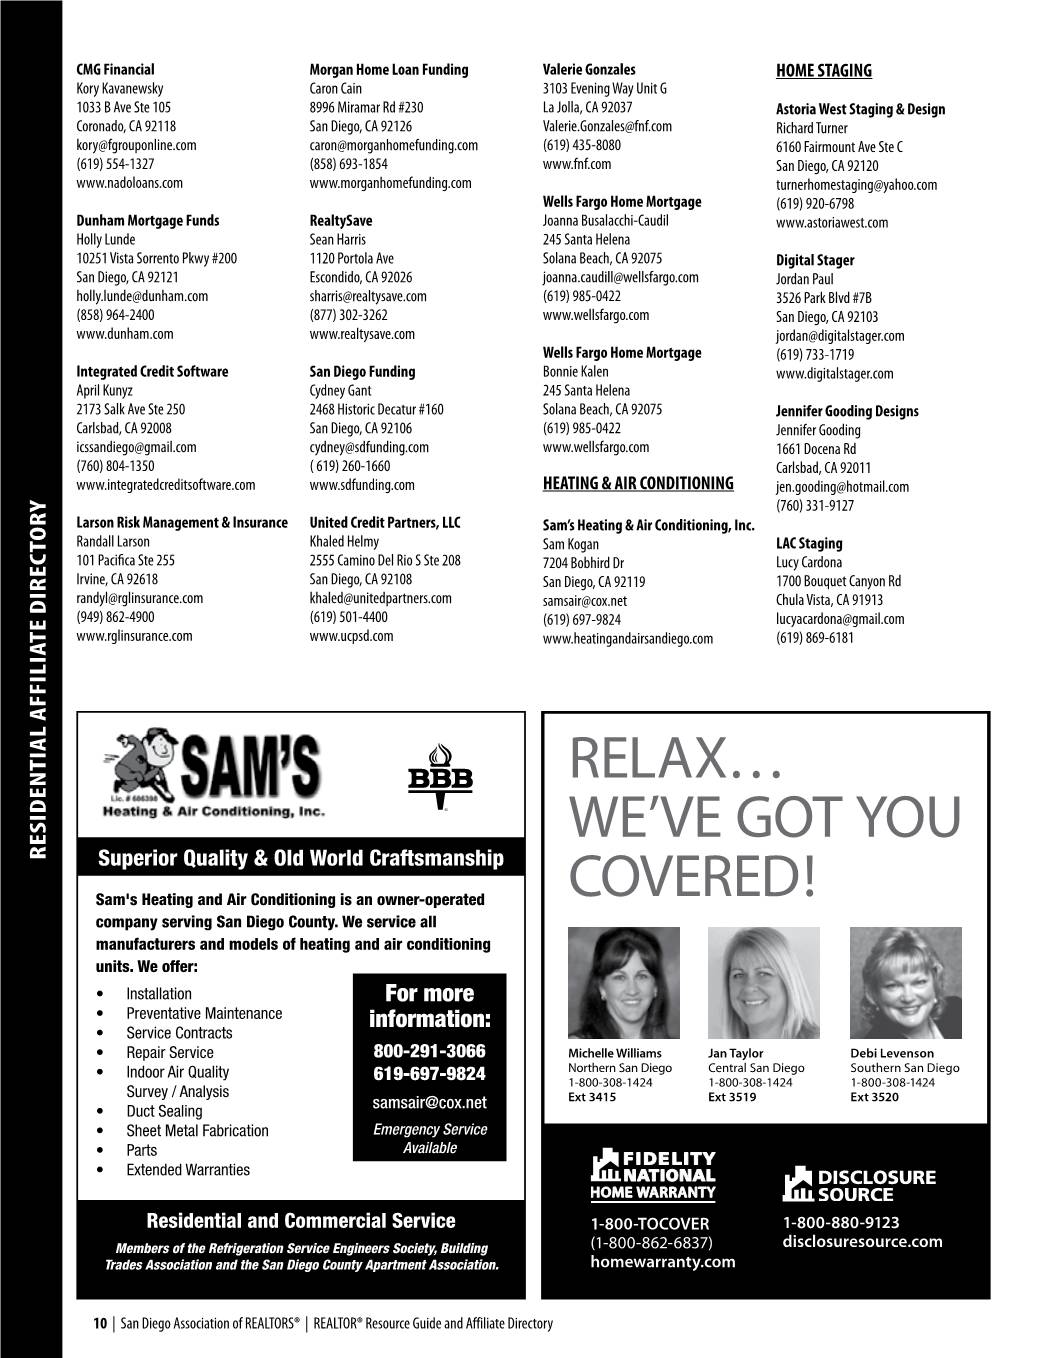 RESIDENTIAL AFFILIATE DIRECTORY
CMG Financial
Kory Kavanewsky
1033 B Ave Ste 105
Coronado, CA 92118
kory@fgrouponline.com
(619) 554-1327
www.nadoloans.com
Dunham Mortgage Funds
Holly Lunde
10251 Vista Sorrento Pkwy #200
San Diego, CA 92121
holly.lunde@dunham.com
(858) 964-2400
www.dunham.com
Integrated Credit Software
April Kunyz
2173 Salk Ave Ste 250
Carlsbad, CA 92008
icssandiego@gmail.com
(760) 804-1350
www.integratedcreditsoftware.com
Larson Risk Management & Insurance
Randall Larson
101 Pacifica Ste 255
Irvine, CA 92618
randyl@rglinsurance.com
(949) 862-4900
www.rglinsurance.com
Morgan Home Loan Funding
Caron Cain
8996 Miramar Rd #230
San Diego, CA 92126
caron@morganhomefunding.com
(858) 693-1854
www.morganhomefunding.com
RealtySave
Sean Harris
1120 Portola Ave
Escondido, CA 92026
sharris@realtysave.com
(877) 302-3262
www.realtysave.com
San Diego Funding
Cydney Gant
2468 Historic Decatur #160
San Diego, CA 92106
cydney@sdfunding.com
( 619) 260-1660
www.sdfunding.com
United Credit Partners, LLC
Khaled Helmy
2555 Camino Del Rio S Ste 208
San Diego, CA 92108
khaled@unitedpartners.com
(619) 501-4400
www.ucpsd.com
Valerie Gonzales
3103 Evening Way Unit G
La Jolla, CA 92037
Valerie.Gonzales@fnf.com
(619) 435-8080
www.fnf.com
Wells Fargo Home Mortgage
Joanna Busalacchi-Caudil
245 Santa Helena
Solana Beach, CA 92075
joanna.caudill@wellsfargo.com
(619) 985-0422
www.wellsfargo.com
Wells Fargo Home Mortgage
Bonnie Kalen
245 Santa Helena
Solana Beach, CA 92075
(619) 985-0422
www.wellsfargo.com
HEATING & AIR CONDITIONING
Sam's Heating & Air Conditioning, Inc.
Sam Kogan
7204 Bobhird Dr
San Diego, CA 92119
samsair@cox.net
(619) 697-9824
www.heatingandairsandiego.com
HOME STAGING
Astoria West Staging & Design
Richard Turner
6160 Fairmount Ave Ste C
San Diego, CA 92120
turnerhomestaging@yahoo.com
(619) 920-6798
www.astoriawest.com
Digital Stager
Jordan Paul
3526 Park Blvd #7B
San Diego, CA 92103
jordan@digitalstager.com
(619) 733-1719
www.digitalstager.com
Jennifer Gooding Designs
Jennifer Gooding
1661 Docena Rd
Carlsbad, CA 92011
jen.gooding@hotmail.com
(760) 331-9127
LAC Staging
Lucy Cardona
1700 Bouquet Canyon Rd
Chula Vista, CA 91913
lucyacardona@gmail.com
(619) 869-6181
SAM'S
Lic. # 686398
Heating & Air Conditioning, Inc.
BBB
Superior Quality & Old World Craftsmanship
Sam's Heating and Air Conditioning is an owner-operated
company serving San Diego County. We service all
manufacturers and models of heating and air conditioning
units. We offer:
• Installation
• Preventative Maintenance
• Service Contracts
• Repair Service
• Indoor Air Quality
Survey / Analysis
• Duct Sealing
• Sheet Metal Fabrication
• Parts
• Extended Warranties
For more
information:
800-291-3066
619-697-9824
samsair@cox.net
Emergency Service
Available
Residential and Commercial Service
Members of the Refrigeration Service Engineers Society, Building
Trades Association and the San Diego County Apartment Association.
RELAX…
WE'VE GOT YOU
COVERED!
Michelle Williams
Northern San Diego
1-800-308-1424
Ext 3415
Jan Taylor
Central San Diego
1-800-308-1424
Ext 3519
Debi Levenson
Southern San Diego
1-800-308-1424
Ext 3520
FIDELITY
NATIONAL
HOME WARRANTY
1-800-TOCOVER
(1-800-862-6837)
homewarranty.com
DISCLOSURE
SOURCE
1-800-880-9123
disclosuresource.com
10 | San Diego Association of REALTORS® | REALTOR® Resource Guide and Affiliate Directory